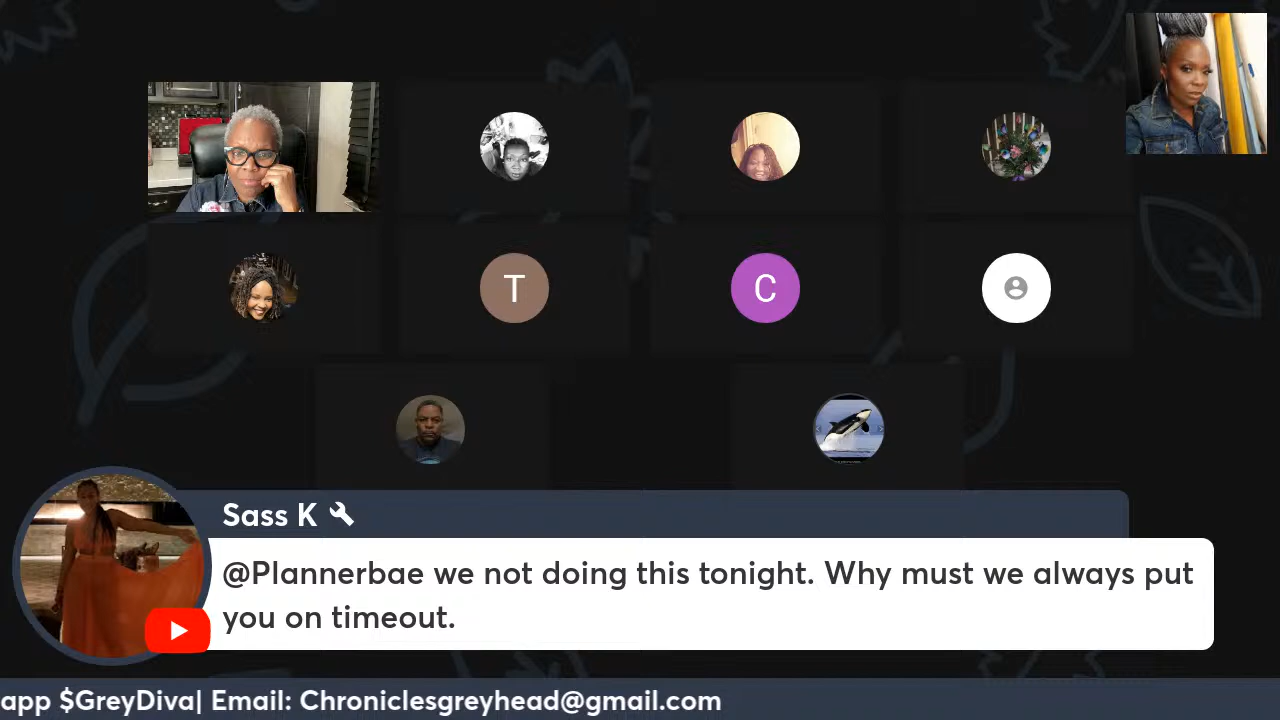 T
C
Sass K
@Plannerbae we not doing this tonight. Why must we always put
you on timeout.
app $GreyDiva| Email: Chroniclesgreyhead@gmail.com